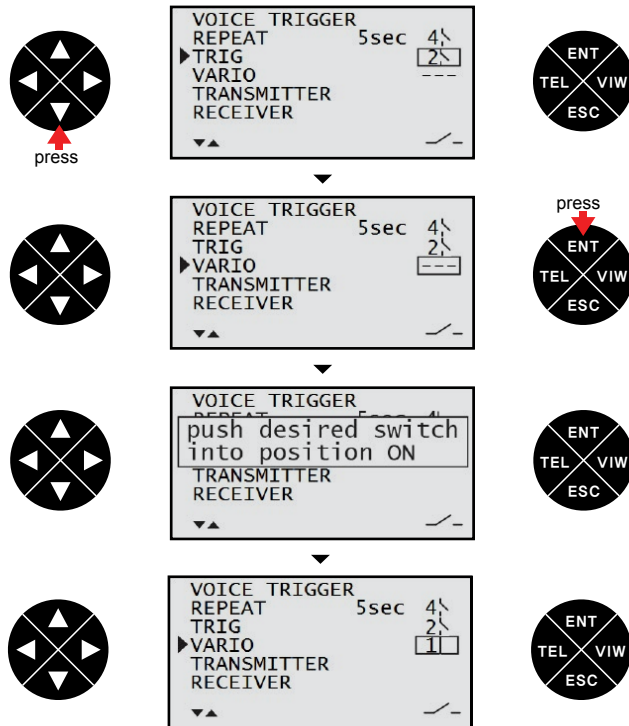 VOICE TRIGGER
REPEAT 5sec 4
TRIG 2
VARIO ---
TRANSMITTER
RECEIVER
ENT
TEL VIW
ESC
press
VOICE TRIGGER
REPEAT 5sec 4
TRIG 2
VARIO ---
TRANSMITTER
RECEIVER
press
ENT
TEL VIW
ESC
VOICE TRIGGER
push desired switch
into position ON
TRANSMITTER
RECEIVER
ENT
TEL VIW
ESC
VOICE TRIGGER
REPEAT 5sec 4
TRIG 2
VARIO 1
TRANSMITTER
RECEIVER
ENT
TEL VIW
ESC